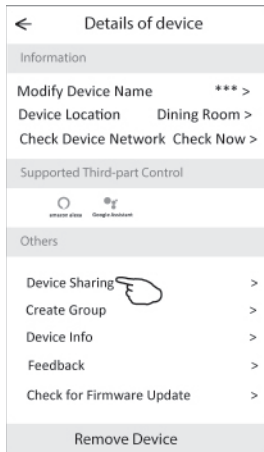 ← Details of device
Information
Modify Device Name *** >
Device Location Dining Room >
Check Device Network Check Now >
Supported Third-part Control
amazon alexa Google Assistant
Others
Device Sharing >
Create Group >
Device Info >
Feedback >
Check for Firmware Update >
Remove Device